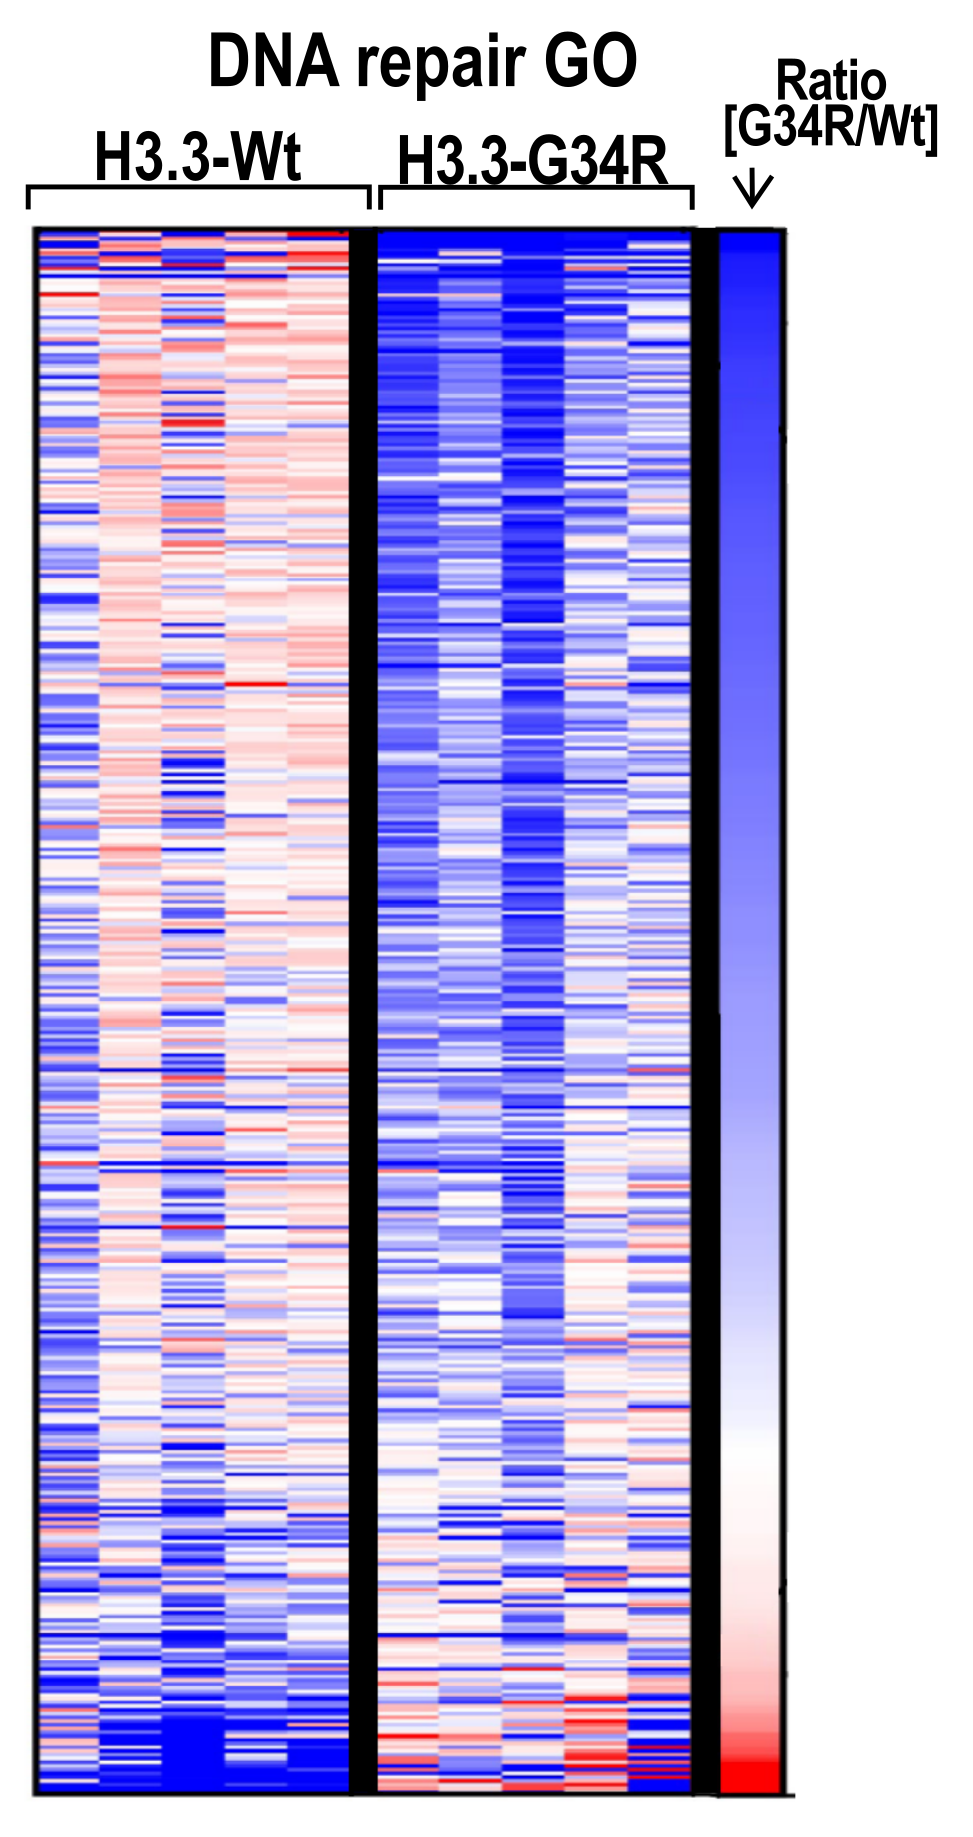 DNA repair GO
Ratio
[G34R/Wt]
H3.3-Wt
H3.3-G34R